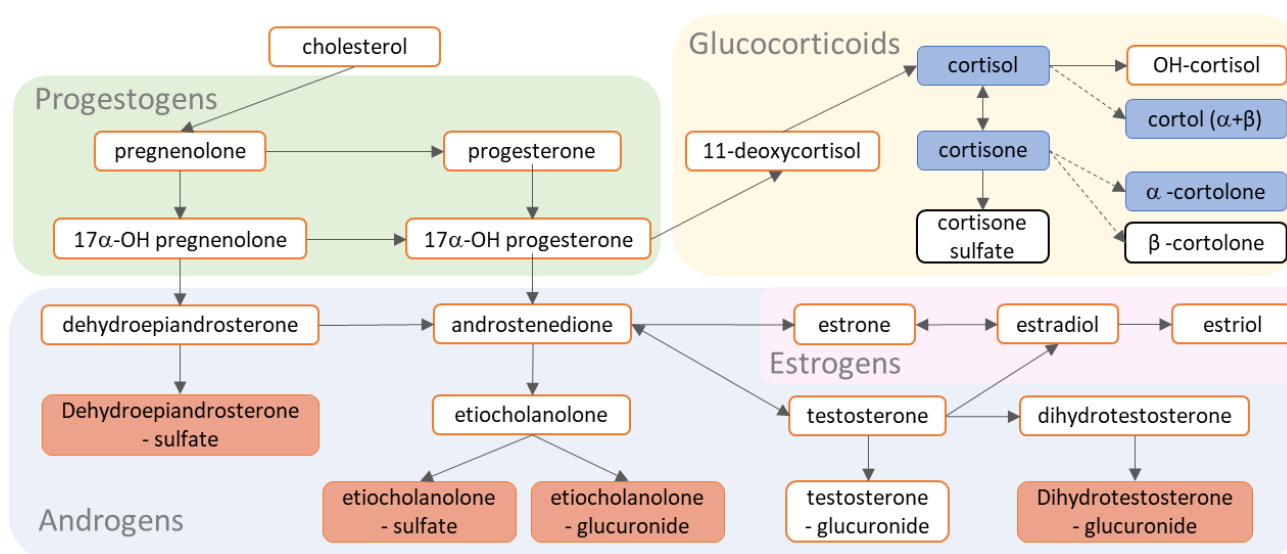 cholesterol
Glucocorticoids
cortisol
OH-cortisol
Progestogens
cortol (α+β)
pregnenolone
progesterone
11-deoxycortisol
cortisone
α -cortolone
17α-OH pregnenolone
17α-OH progesterone
cortisone
sulfate
β -cortolone
dehydroepiandrosterone
androstenedione
estrone
estradiol
estriol
Estrogens
Dehydroepiandrosterone
- sulfate
etiocholanolone
testosterone
dihydrotestosterone
etiocholanolone
- sulfate
etiocholanolone
- glucuronide
testosterone
- glucuronide
Dihydrotestosterone
- glucuronide
Androgens